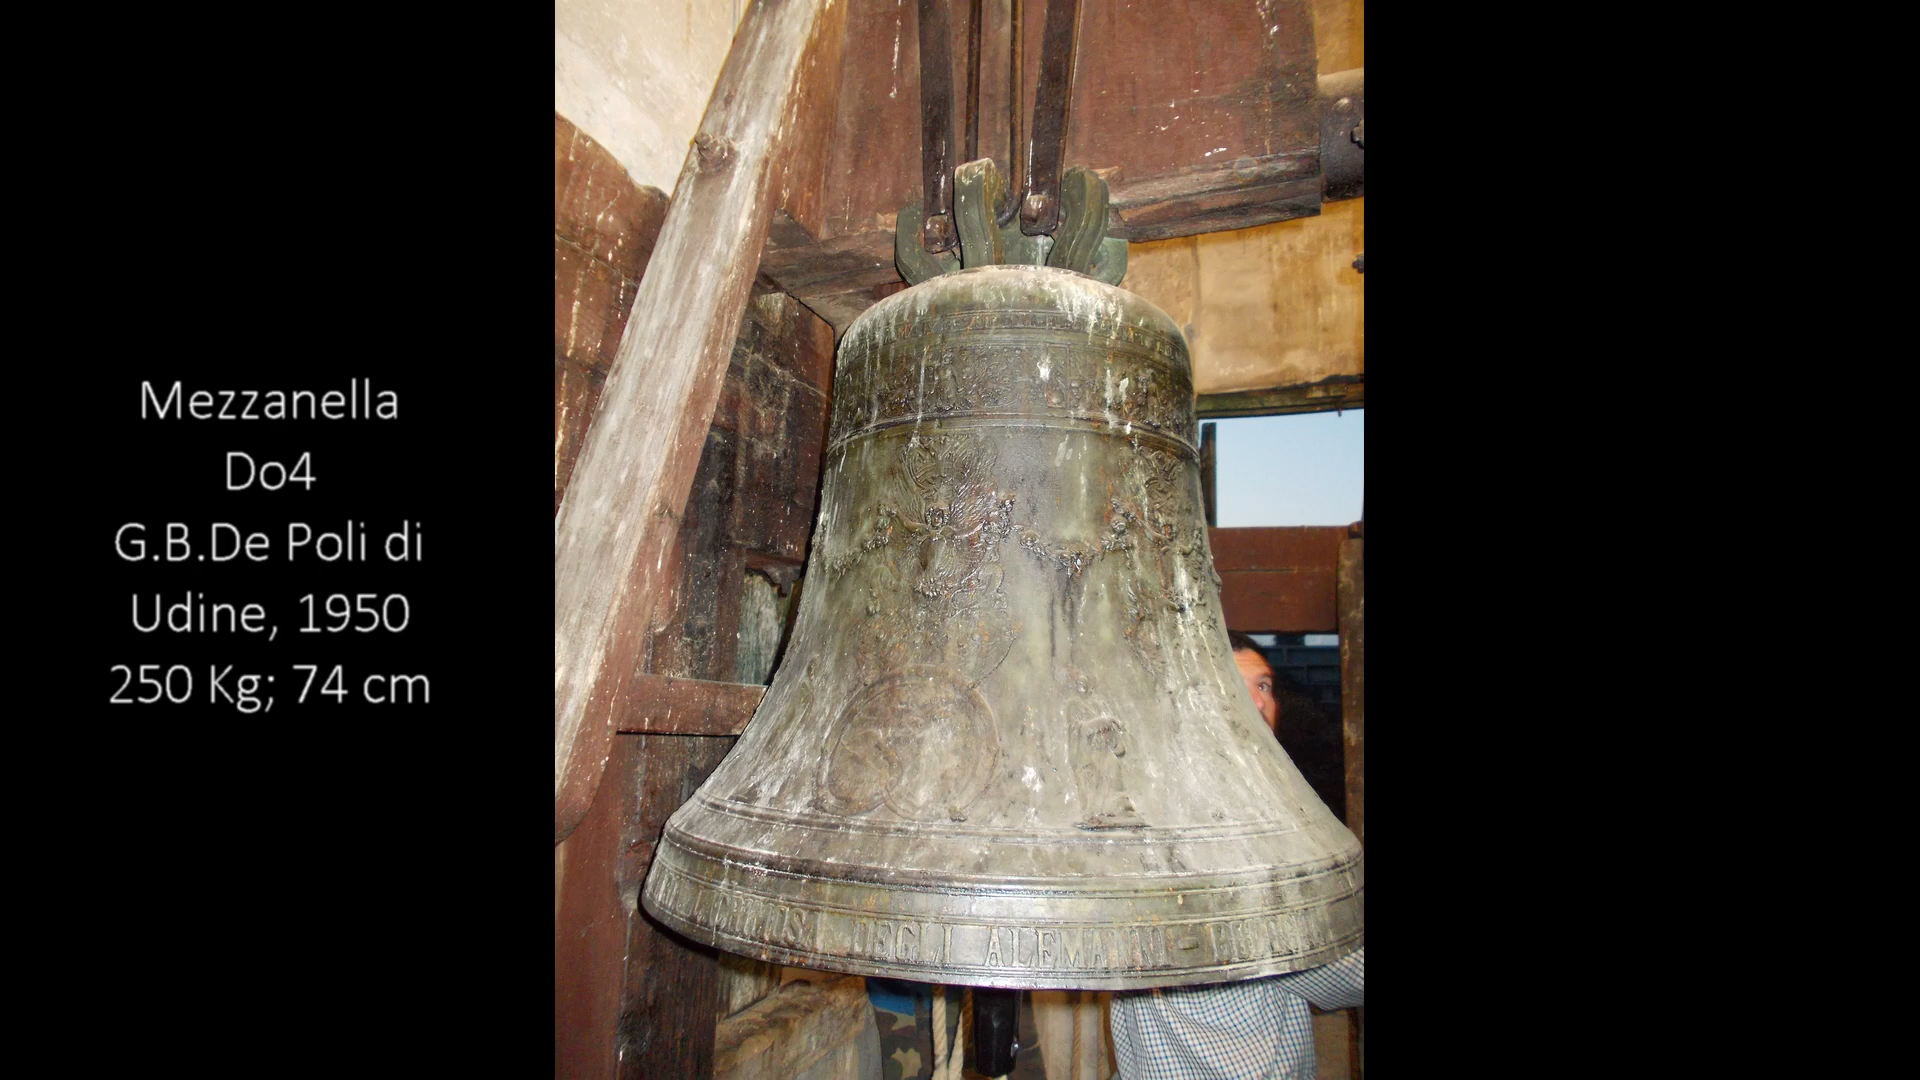 Mezzanella
Do4
G.B.De Poli di
Udine, 1950
250 Kg; 74 cm
DEGLI ALEMANNI -